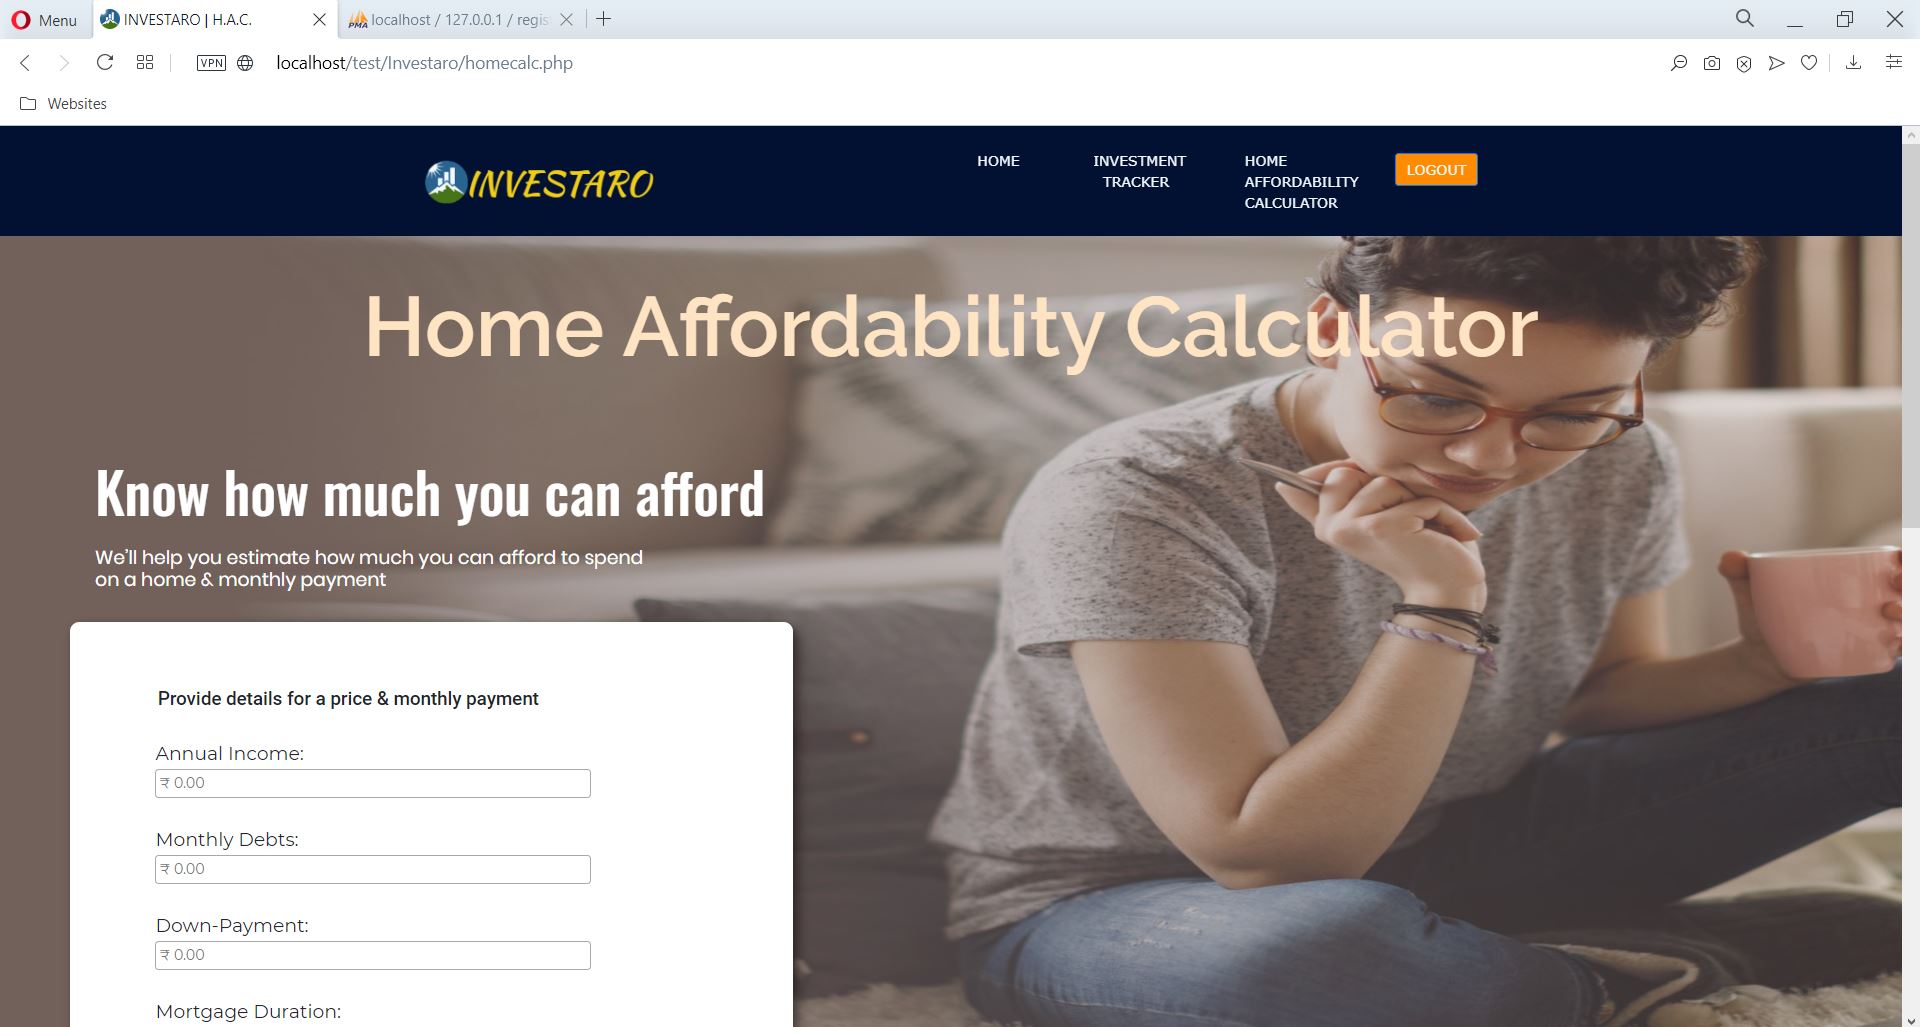 Menu
INVESTARO | H.A.C.
PMA
localhost / 127.0.0.1 / regis
VPN
localhost/test/Investaro/homecalc.php
Websites
INVESTARO
HOME
INVESTMENT
TRACKER
HOME
AFFORDABILITY
CALCULATOR
LOGOUT
Home Affordability Calculator
Know how much you can afford
We'll help you estimate how much you can afford to spend
on a home & monthly payment
Provide details for a price & monthly payment
Annual Income:
₹ 0.00
Monthly Debts:
₹ 0.00
Down-Payment:
₹ 0.00
Mortgage Duration: